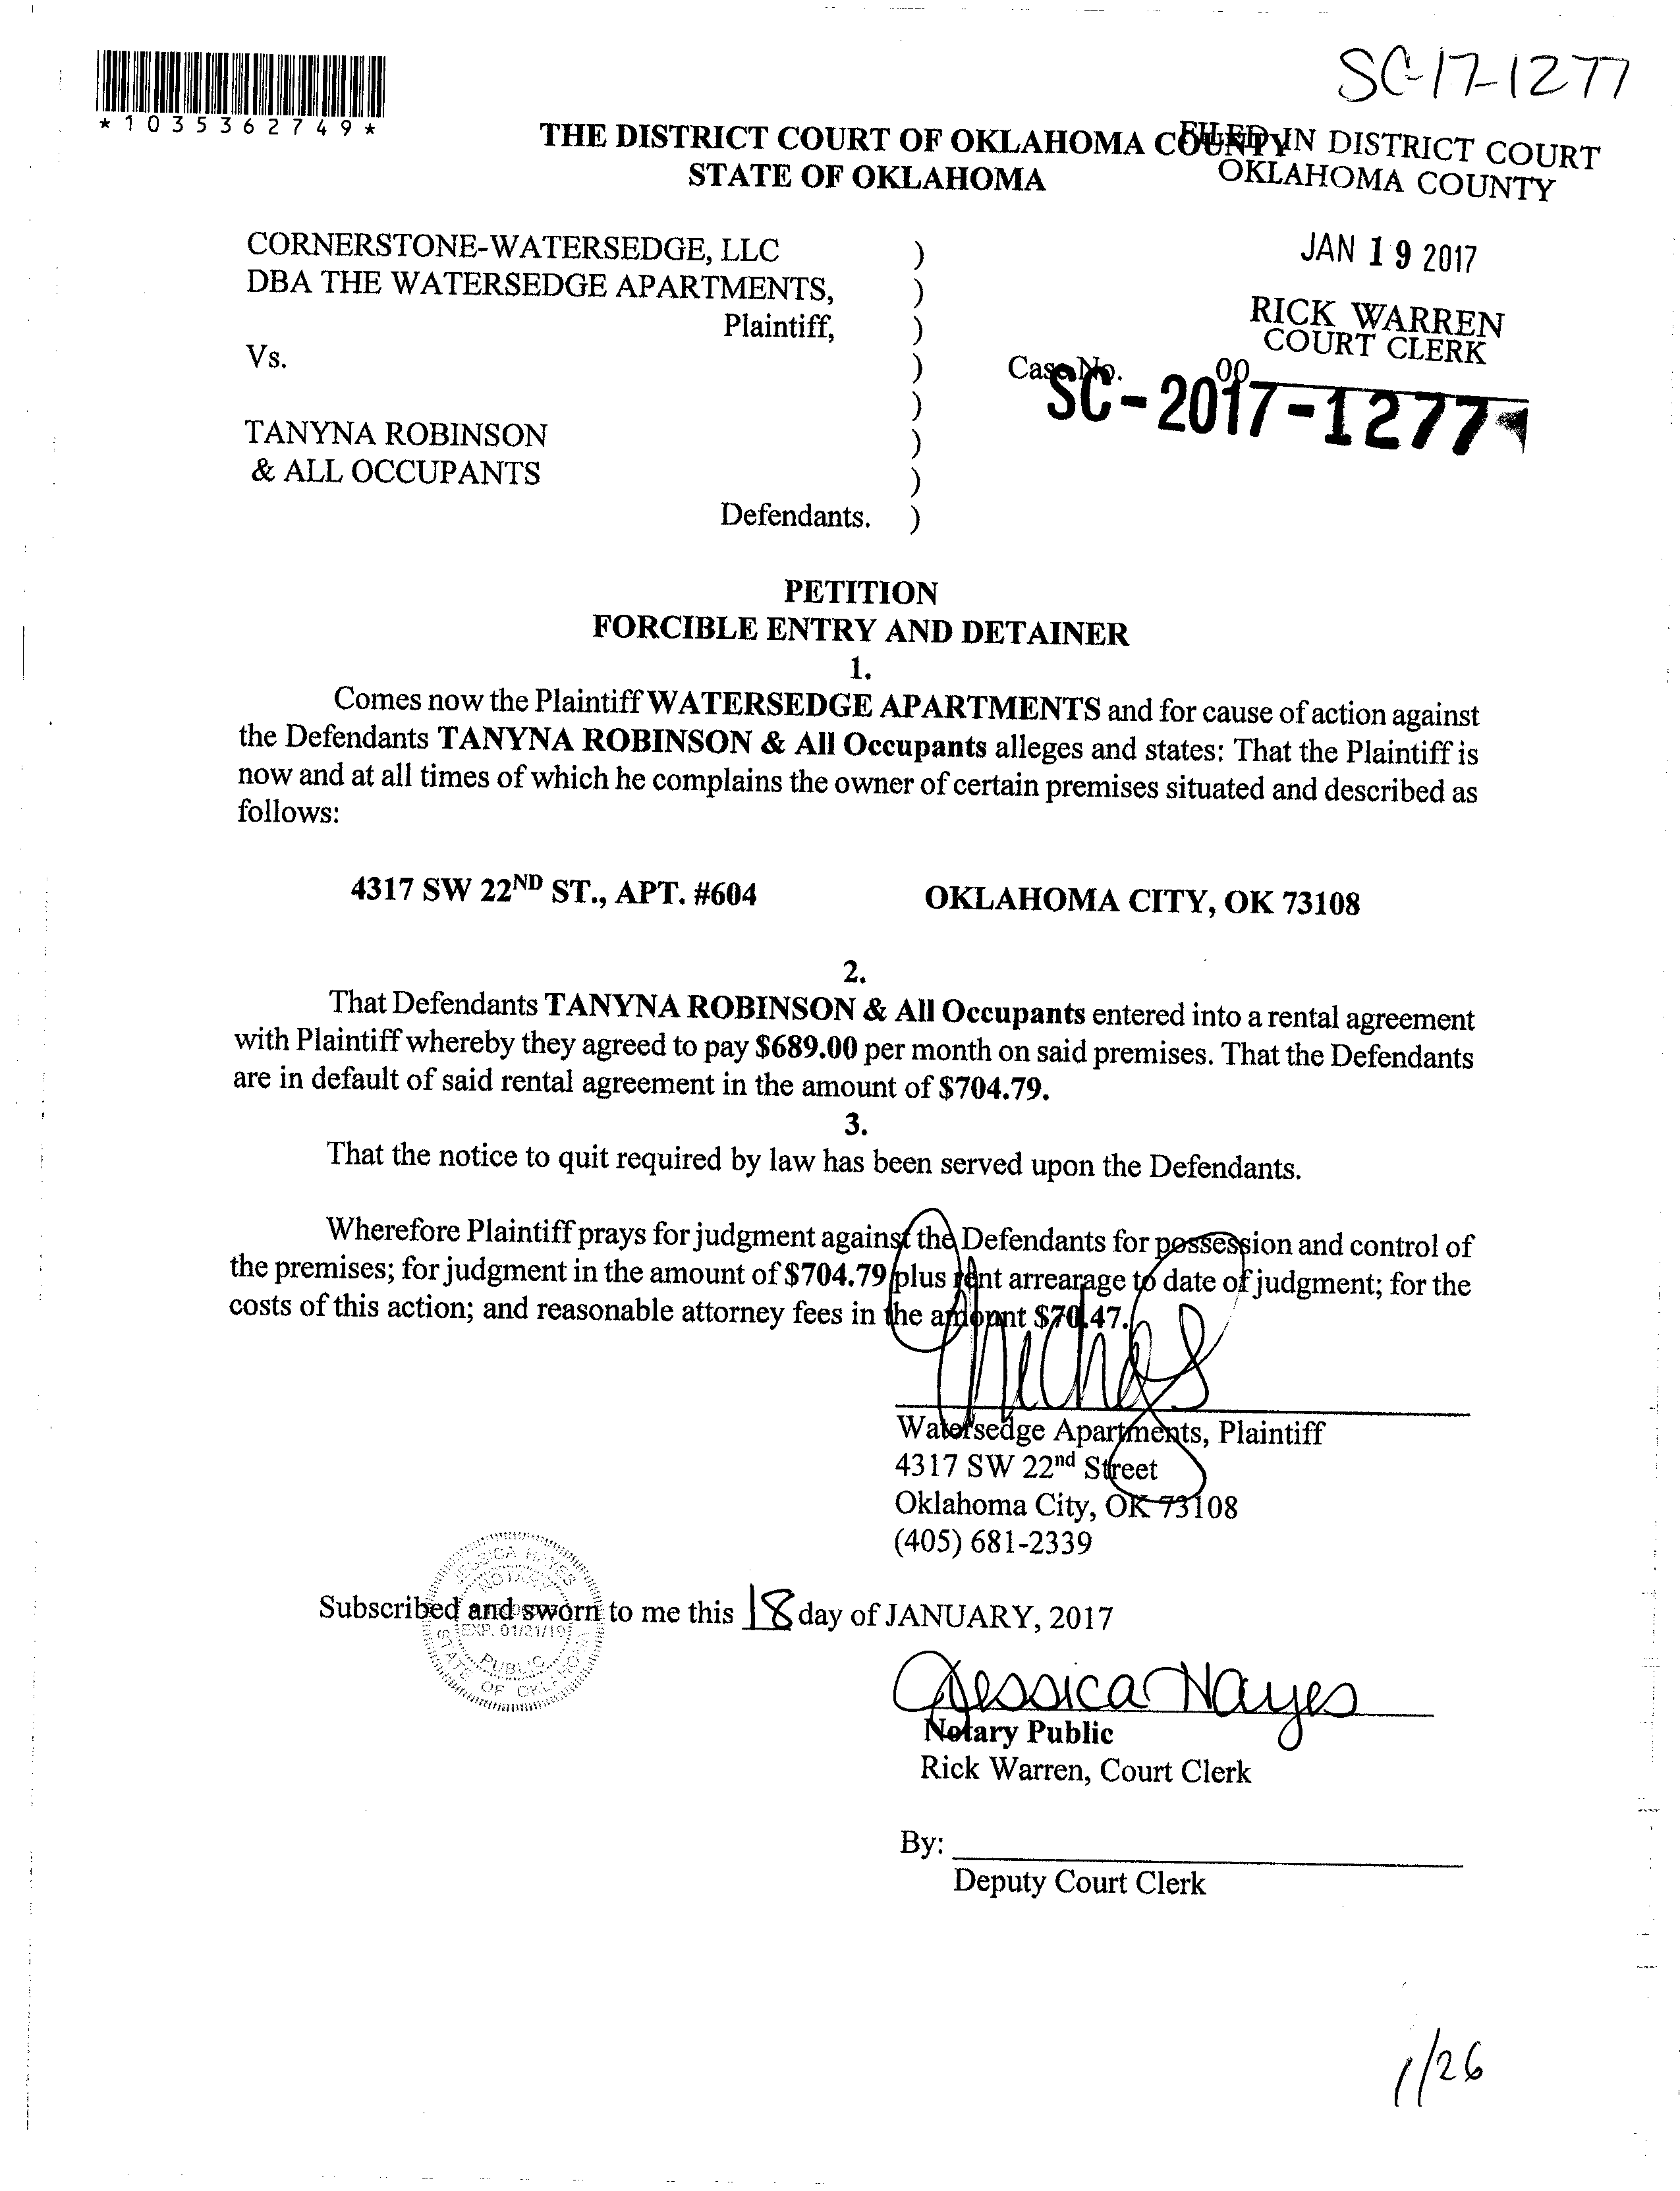 SC-17-1277
*1035362749*
THE DISTRICT COURT OF OKLAHOMA COUNTY
STATE OF OKLAHOMA
FILED IN DISTRICT COURT
OKLAHOMA COUNTY
JAN 19 2017
RICK WARREN
COURT CLERK
CORNERSTONE-WATERSEDGE, LLC )
DBA THE WATERSEDGE APARTMENTS, )
Plaintiff, )
Vs. )
Case No.
00
SC-2017-1277
)
TANYNA ROBINSON )
& ALL OCCUPANTS )
Defendants. )
PETITION
FORCIBLE ENTRY AND DETAINER
1.
Comes now the Plaintiff WATERSEDGE APARTMENTS and for cause of action against
the Defendants TANYNA ROBINSON & All Occupants alleges and states: That the Plaintiff is
now and at all times of which he complains the owner of certain premises situated and described as
follows:
4317 SW 22ND ST., APT. #604 OKLAHOMA CITY, OK 73108
2.
That Defendants TANYNA ROBINSON & All Occupants entered into a rental agreement
with Plaintiff whereby they agreed to pay $689.00 per month on said premises. That the Defendants
are in default of said rental agreement in the amount of $704.79.
3.
That the notice to quit required by law has been served upon the Defendants.
Wherefore Plaintiff prays for judgment against the Defendants for possession and control of
the premises; for judgment in the amount of $704.79 plus rent arrearage to date of judgment; for the
costs of this action; and reasonable attorney fees in the amount $70.47.
Watersedge Apartments, Plaintiff
4317 SW 22nd Street
Oklahoma City, OK 73108
(405) 681-2339
JESSICA HAYES
NOTARY
EXP. 01/21/19
PUBLIC
STATE OF OKLAHOMA
Subscribed and sworn to me this 18 day of JANUARY, 2017
Jessica Hayes
Notary Public
Rick Warren, Court Clerk
By:
Deputy Court Clerk
1/26